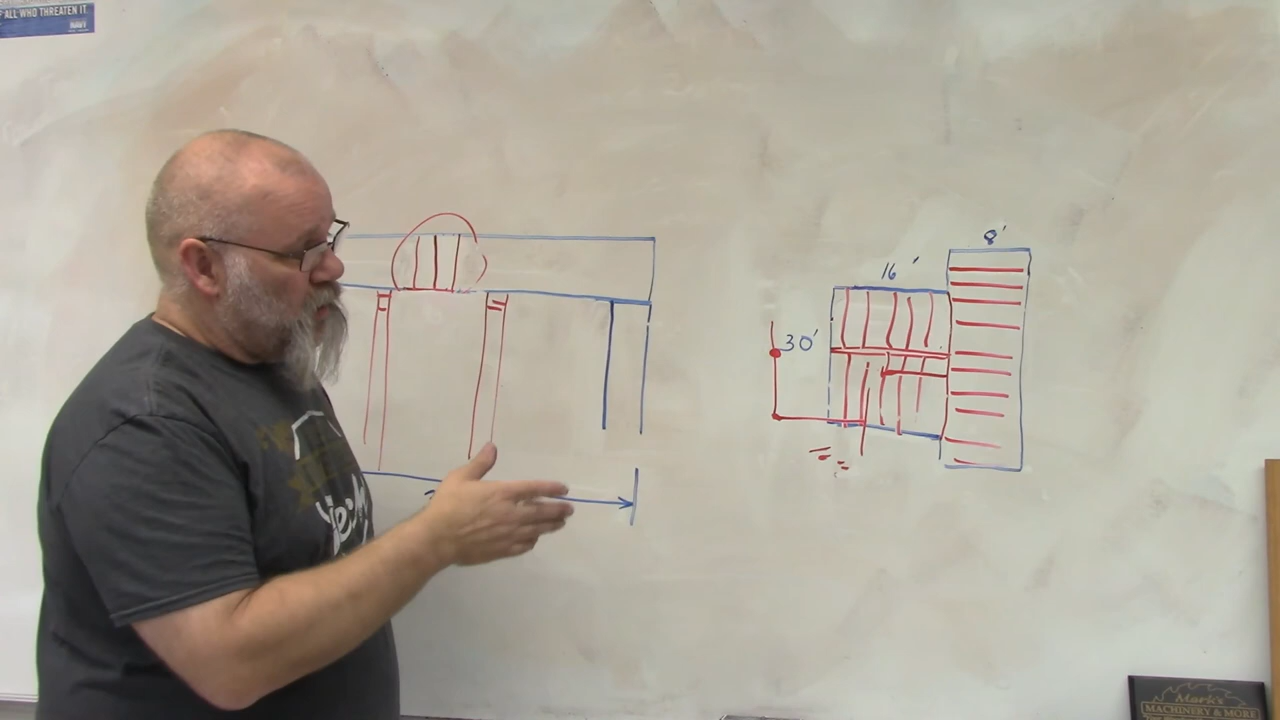 F ALL WHO THREATEN IT
8'
16'
30'
Mark's
MACHINERY & MORE